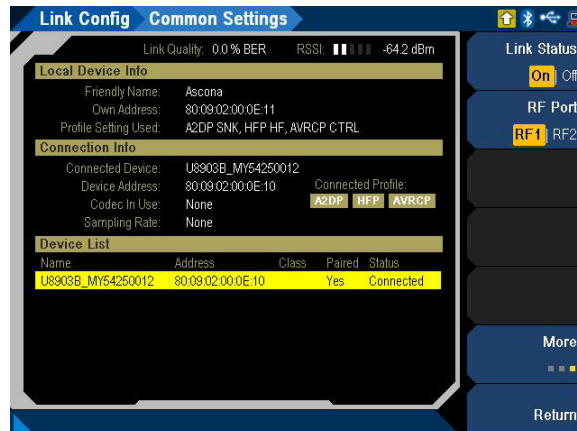 Link Config Common Settings
Link Quality: 0.0 % BER RSSI: -64.2 dBm
Local Device Info
Friendly Name: Ascona
Own Address: 80:09:02:00:0E:11
Profile Setting Used: A2DP SNK, HFP HF, AVRCP CTRL
Connection Info
Connected Device: U8903B_MY54250012
Device Address: 80:09:02:00:0E:10 Connected Profile:
Codec In Use: None A2DP HFP AVRCP
Sampling Rate: None
Device List
Name Address Class Paired Status
U8903B_MY54250012 80:09:02:00:0E:10 Yes Connected
Link Status
On | Off
RF Port
RF1 | RF2
More
Return